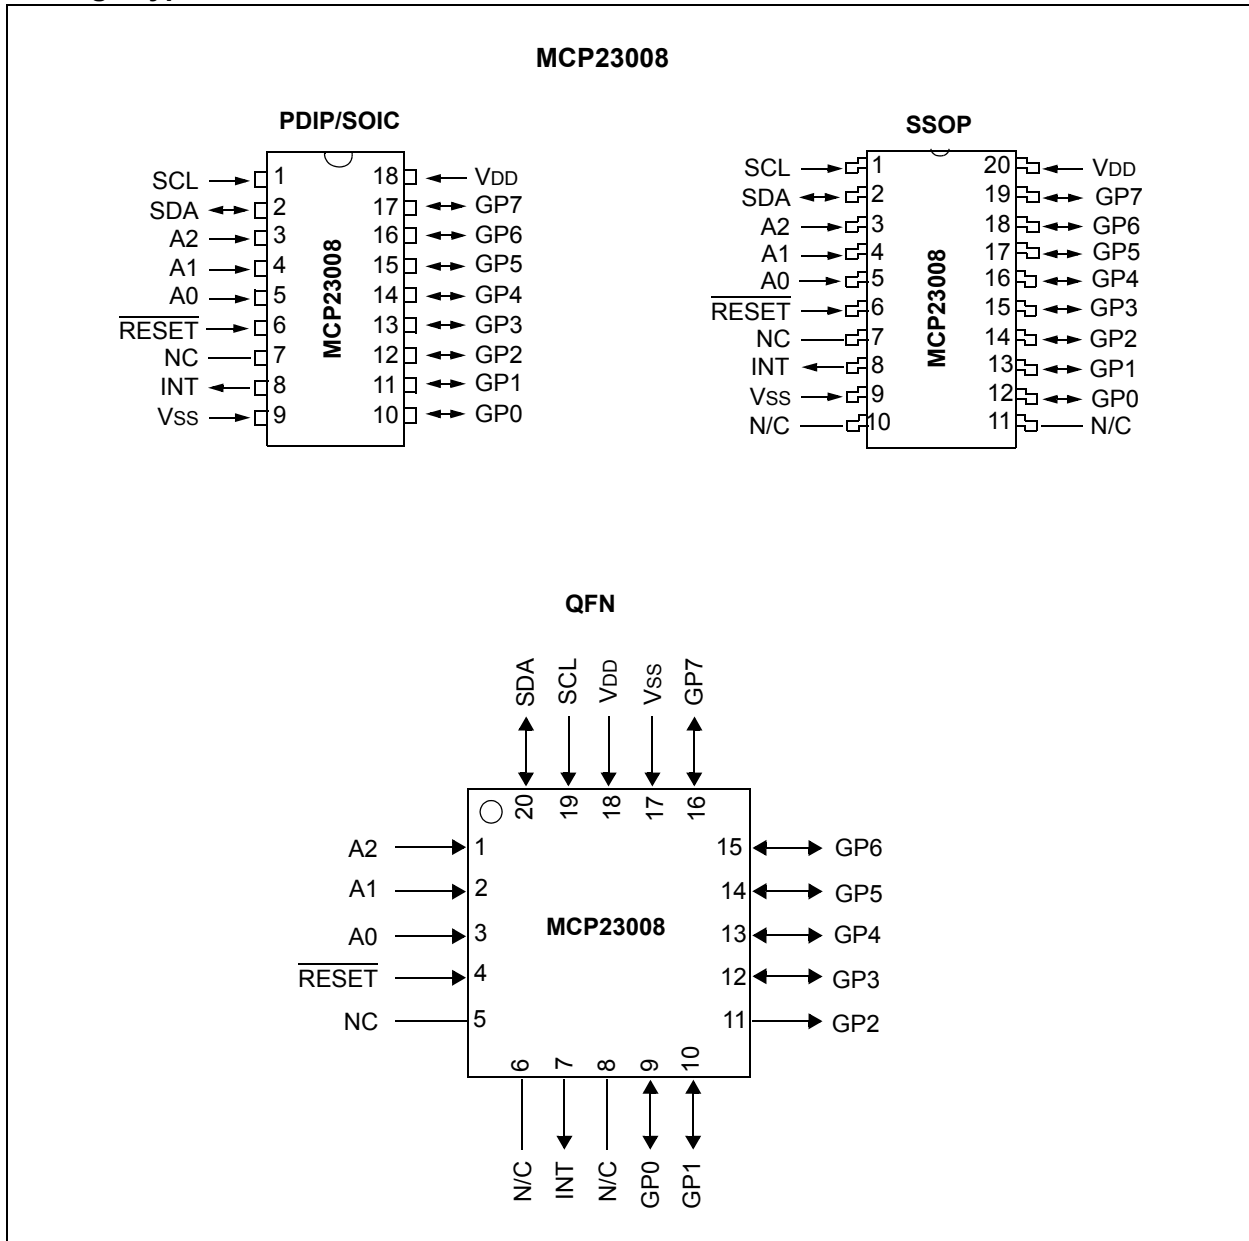 MCP23008
PDIP/SOIC
SCL 1 18 VDD
SDA 2 17 GP7
A2 3 16 GP6
A1 4 15 GP5
A0 5 14 GP4
RESET 6 13 GP3
NC 7 12 GP2
INT 8 11 GP1
VSS 9 10 GP0
MCP23008
SSOP
SCL 1 20 VDD
SDA 2 19 GP7
A2 3 18 GP6
A1 4 17 GP5
A0 5 16 GP4
RESET 6 15 GP3
NC 7 14 GP2
INT 8 13 GP1
VSS 9 12 GP0
N/C 10 11 N/C
MCP23008
QFN
SDA SCL VDD VSS GP7
20 19 18 17 16
A2 1 15 GP6
A1 2 14 GP5
A0 3 MCP23008 13 GP4
RESET 4 12 GP3
NC 5 11 GP2
6 7 8 9 10
N/C INT N/C GP0 GP1